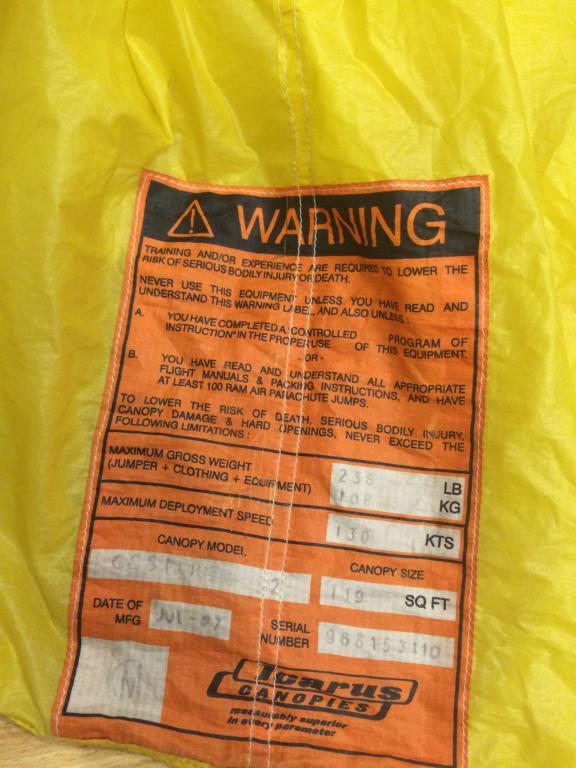 WARNING
TRAINING AND/OR EXPERIENCE ARE REQUIRED TO LOWER THE
RISK OF SERIOUS BODILY INJURY OR DEATH.
NEVER USE THIS EQUIPMENT UNLESS YOU HAVE READ AND
UNDERSTAND THIS WARNING LABEL, AND ALSO UNLESS:
A. YOU HAVE COMPLETED A "CONTROLLED PROGRAM OF
INSTRUCTION" IN THE PROPER USE OF THIS EQUIPMENT.
- OR -
B. YOU HAVE READ AND UNDERSTAND ALL APPROPRIATE
FLIGHT MANUALS & PACKING INSTRUCTIONS, AND HAVE
AT LEAST 100 RAM AIR PARACHUTE JUMPS.
TO LOWER THE RISK OF DEATH, SERIOUS BODILY INJURY,
CANOPY DAMAGE & HARD OPENINGS, NEVER EXCEED THE
FOLLOWING LIMITATIONS :
MAXIMUM GROSS WEIGHT 238 LB
(JUMPER + CLOTHING + EQUIPMENT) 108 KG
MAXIMUM DEPLOYMENT SPEED 130 KTS
CANOPY MODEL CANOPY SIZE
2 119 SQ FT
DATE OF MFG JUL-07 SERIAL NUMBER 968153110
M
Icarus
CANOPIES
measurably superior
in every parameter